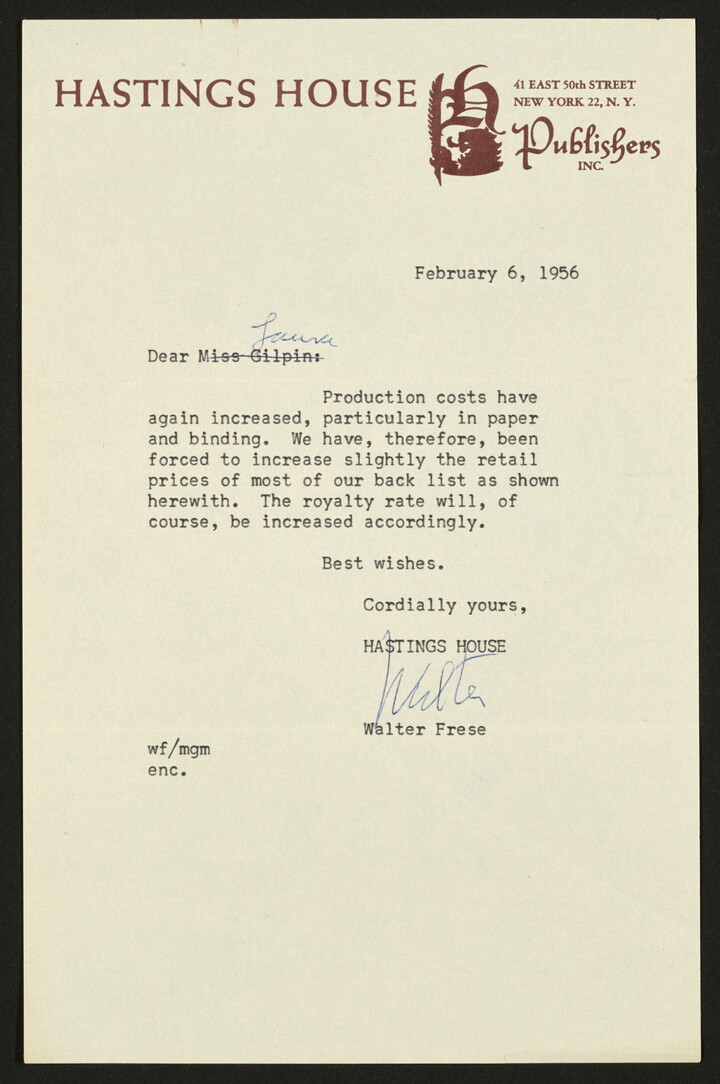 HASTINGS HOUSE
H
41 EAST 50th STREET
NEW YORK 22, N. Y.
Publishers
INC.
February 6, 1956
Laura
Dear Miss Gilpin:
Production costs have
again increased, particularly in paper
and binding. We have, therefore, been
forced to increase slightly the retail
prices of most of our back list as shown
herewith. The royalty rate will, of
course, be increased accordingly.
Best wishes.
Cordially yours,
HASTINGS HOUSE
Walter
Walter Frese
wf/mgm
enc.